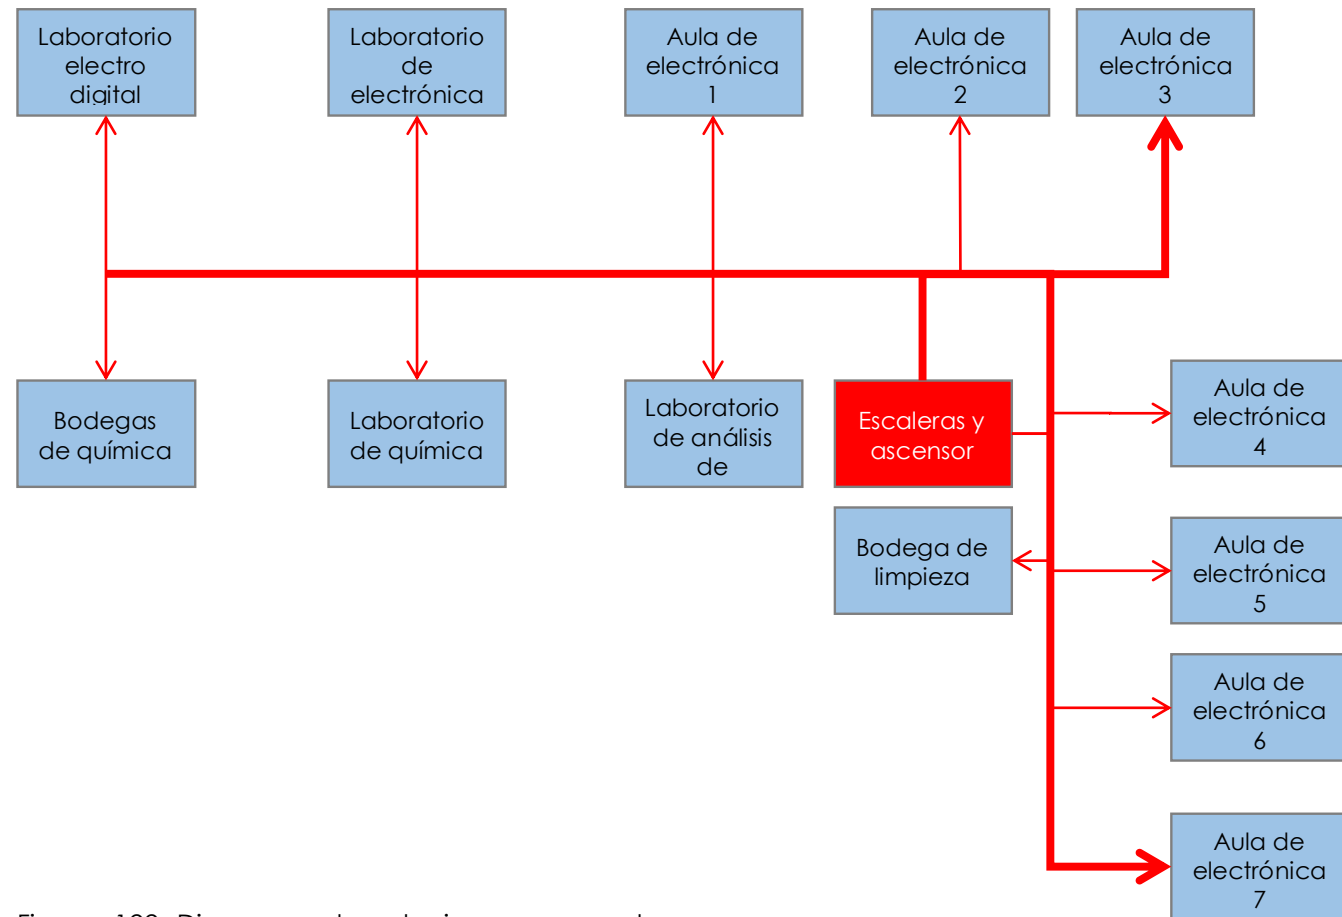 Laboratorio
electro
digital
Laboratorio
de
electrónica
Aula de
electrónica
1
Aula de
electrónica
2
Aula de
electrónica
3
Bodegas
de química
Laboratorio
de química
Laboratorio
de análisis
de
Escaleras y
ascensor
Aula de
electrónica
4
Bodega de
limpieza
Aula de
electrónica
5
Aula de
electrónica
6
Aula de
electrónica
7